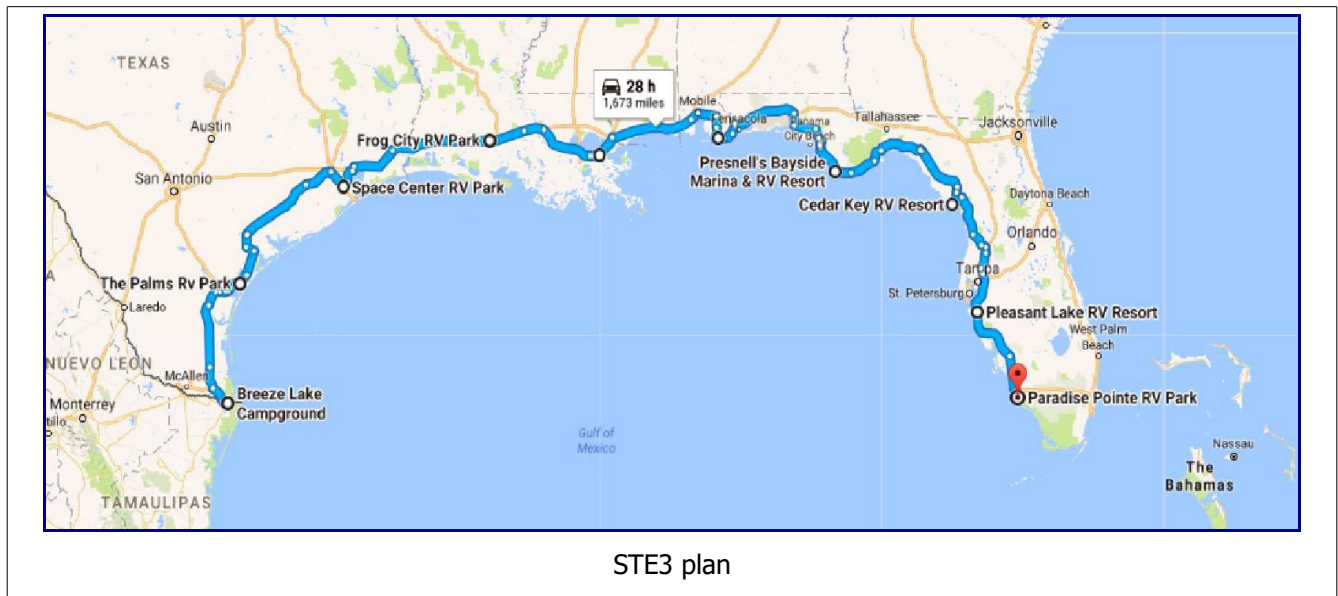 TEXAS
Austin
San Antonio
Laredo
NUEVO LEON
McAllen
Monterrey
tillo
TAMAULIPAS
Breeze Lake
Campground
The Palms Rv Park
Space Center RV Park
Frog City RV Park
28 h
1,673 miles
Mobile
Pensacola
Panama
City Beach
Tallahassee
Jacksonville
Presnell's Bayside
Marina & RV Resort
Cedar Key RV Resort
Daytona Beach
Orlando
Tampa
St. Petersburg
Pleasant Lake RV Resort
West Palm
Beach
Paradise Pointe RV Park
Gulf of
Mexico
Nassau
The
Bahamas
STE3 plan